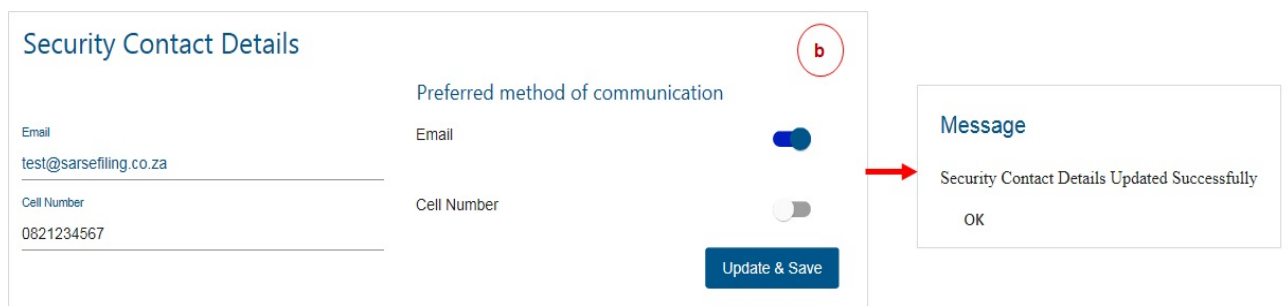 Security Contact Details
b
Preferred method of communication
Email
test@sarsefiling.co.za
Email
Cell Number
0821234567
Cell Number
Update & Save
Message
Security Contact Details Updated Successfully
OK